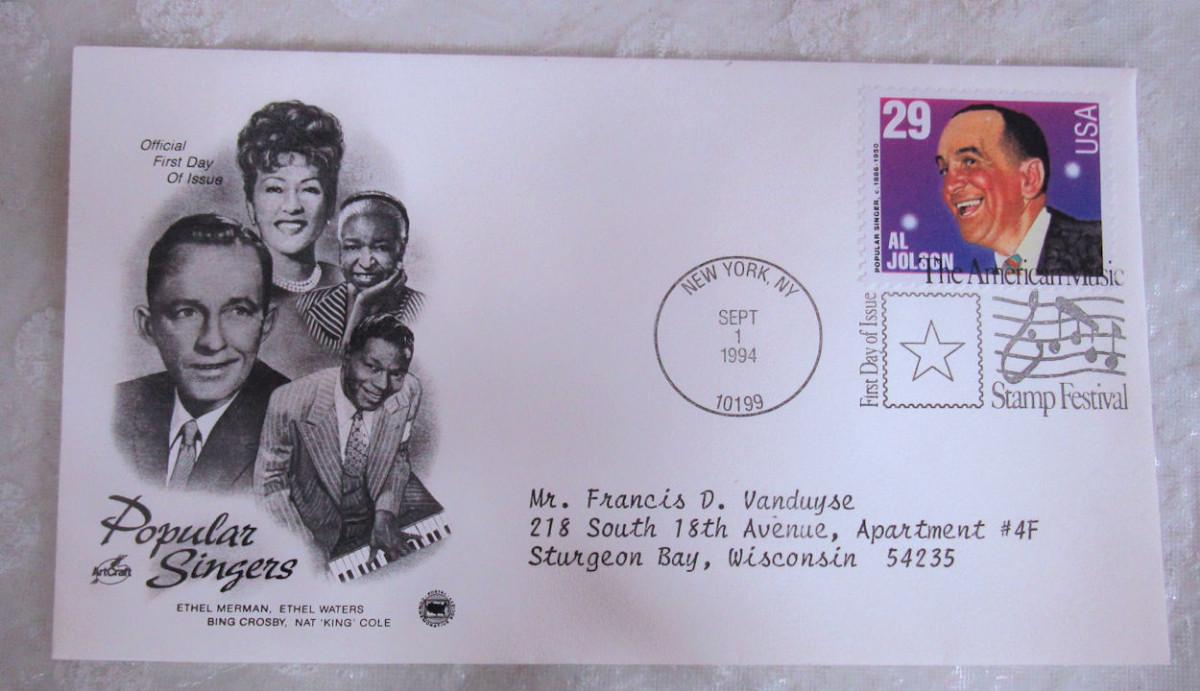 Official
First Day
Of Issue
29
USA
POPULAR SINGER, c. 1886-1950
AL
JOLSON
The American Music
First Day of Issue
Stamp Festival
NEW YORK, NY
SEPT
1
1994
10199
Mr. Francis D. Vanduyse
218 South 18th Avenue, Apartment #4F
Sturgeon Bay, Wisconsin 54235
Popular
Singers
ArtCraft
ETHEL MERMAN, ETHEL WATERS
BING CROSBY, NAT 'KING' COLE